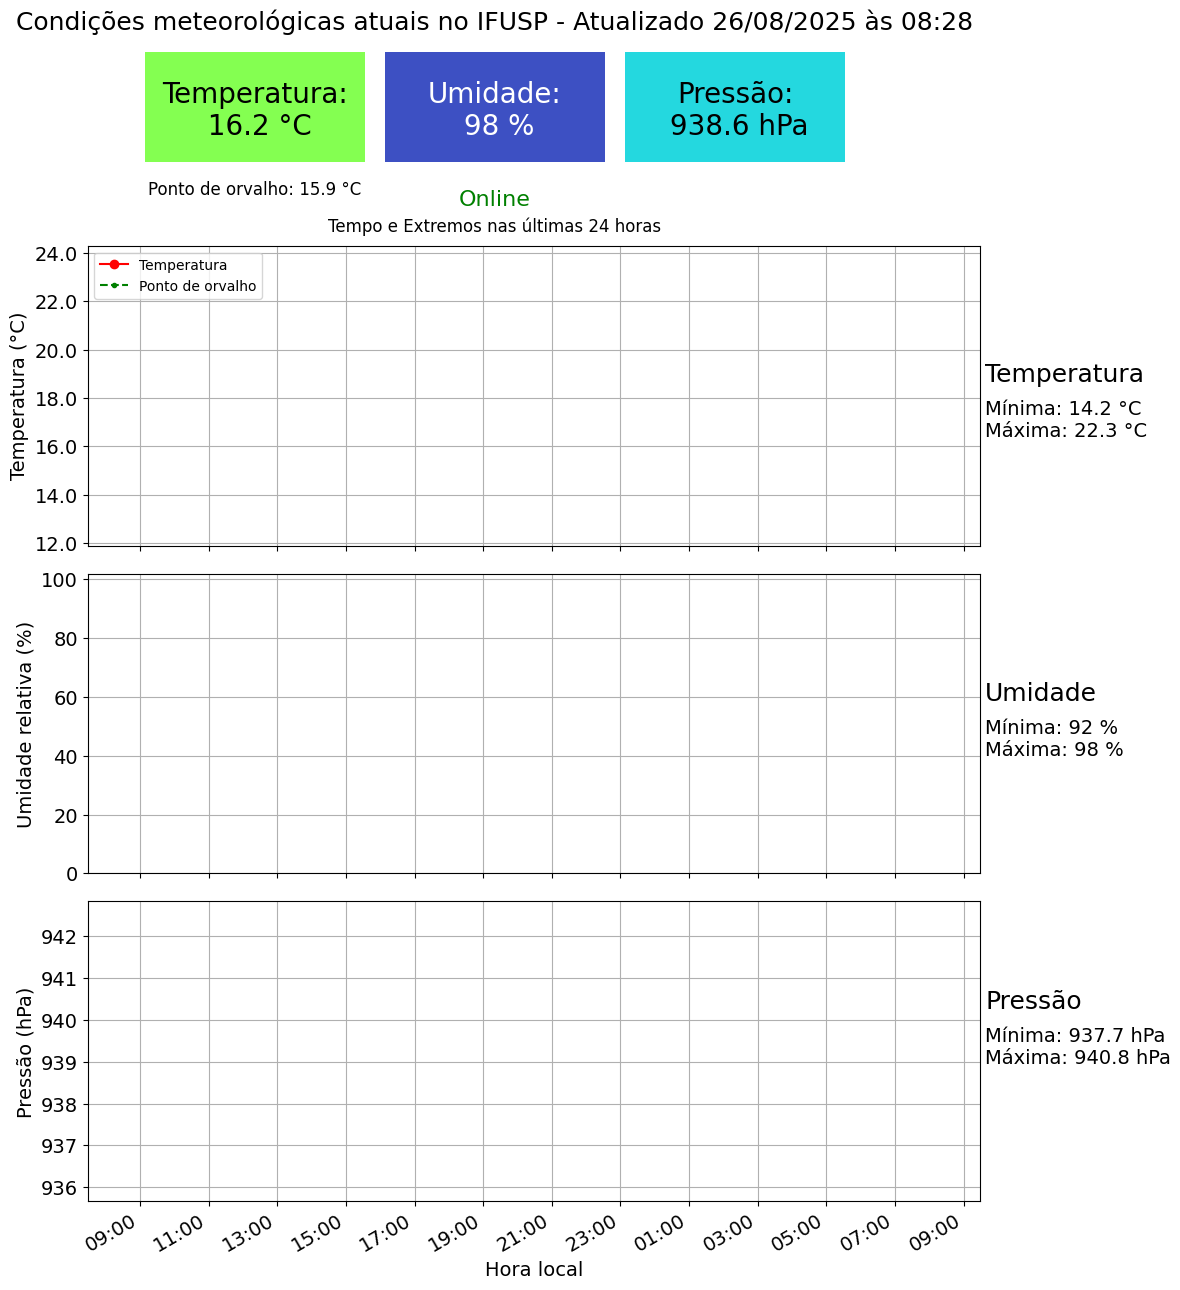 Condições meteorológicas atuais no IFUSP - Atualizado 26/08/2025 às 08:28
Temperatura:
16.2 °C
Umidade:
98 %
Pressão:
938.6 hPa
Ponto de orvalho: 15.9 °C
Online
Tempo e Extremos nas últimas 24 horas
Temperatura (°C)
24.0
22.0
20.0
18.0
16.0
14.0
12.0
Temperatura
Ponto de orvalho
Temperatura
Mínima: 14.2 °C
Máxima: 22.3 °C
Umidade relativa (%)
100
80
60
40
20
0
Umidade
Mínima: 92 %
Máxima: 98 %
Pressão (hPa)
942
941
940
939
938
937
936
Pressão
Mínima: 937.7 hPa
Máxima: 940.8 hPa
09:00
11:00
13:00
15:00
17:00
19:00
21:00
23:00
01:00
03:00
05:00
07:00
09:00
Hora local